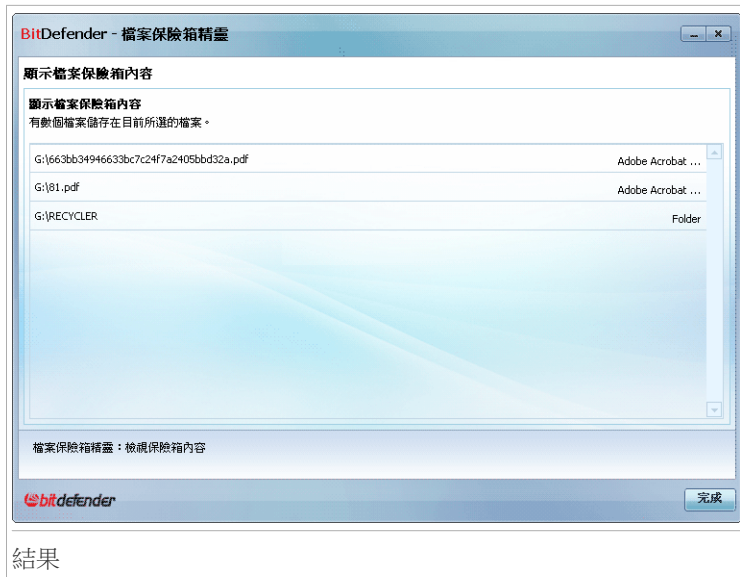 BitDefender - 檔案保險箱精靈
顯示檔案保險箱內容
顯示檔案保險箱內容
有數個檔案儲存在目前所選的檔案。
G:\663bb34946633bc7c24f7a2405bbd32a.pdf Adobe Acrobat ...
G:\81.pdf Adobe Acrobat ...
G:\RECYCLER Folder
檔案保險箱精靈：檢視保險箱內容
bitdefender 完成
結果